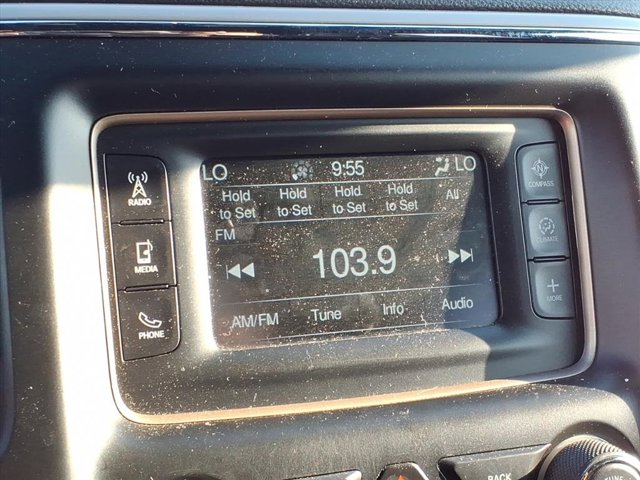 LO 9:55 LO
Hold to Set
Hold to Set
Hold to Set
Hold to Set
All
FM
103.9
AM/FM Tune Info Audio
RADIO
MEDIA
PHONE
COMPASS
CLIMATE
MORE
BACK
TUNE